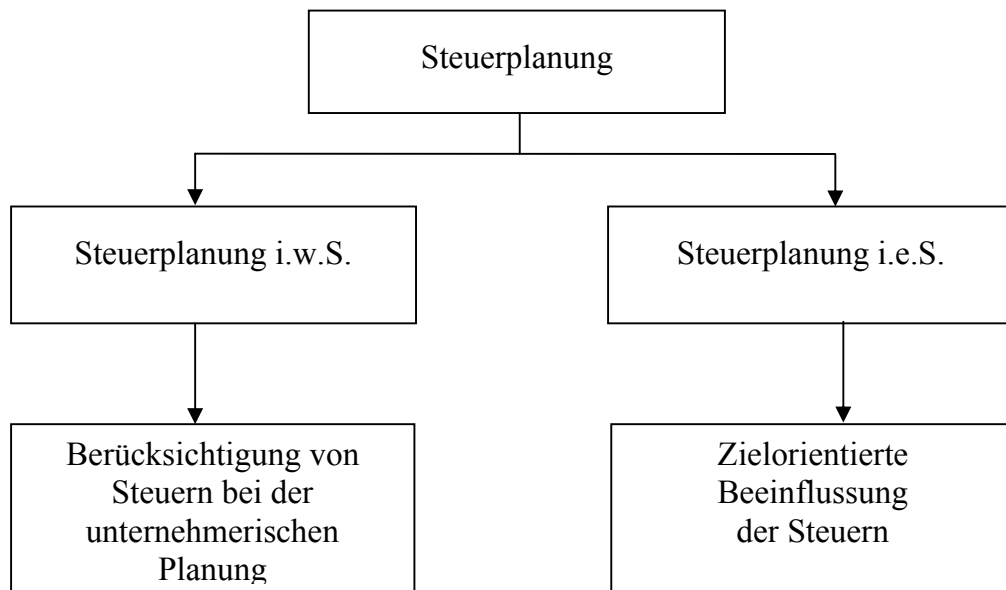 Steuerplanung
Steuerplanung i.w.S.
Steuerplanung i.e.S.
Berücksichtigung von
Steuern bei der
unternehmerischen
Planung
Zielorientierte
Beeinflussung
der Steuern